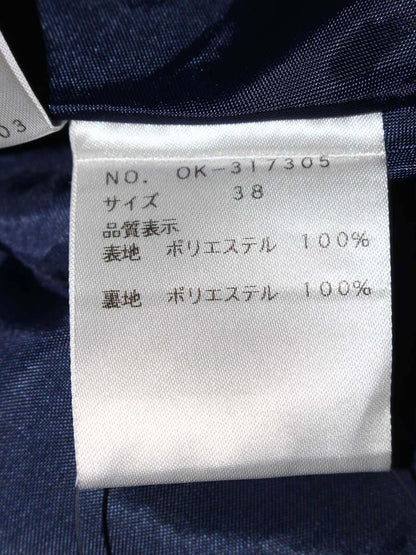 03
NO. OK-317305
サイズ 38
品質表示
表地 ポリエステル 100%
裏地 ポリエステル 100%